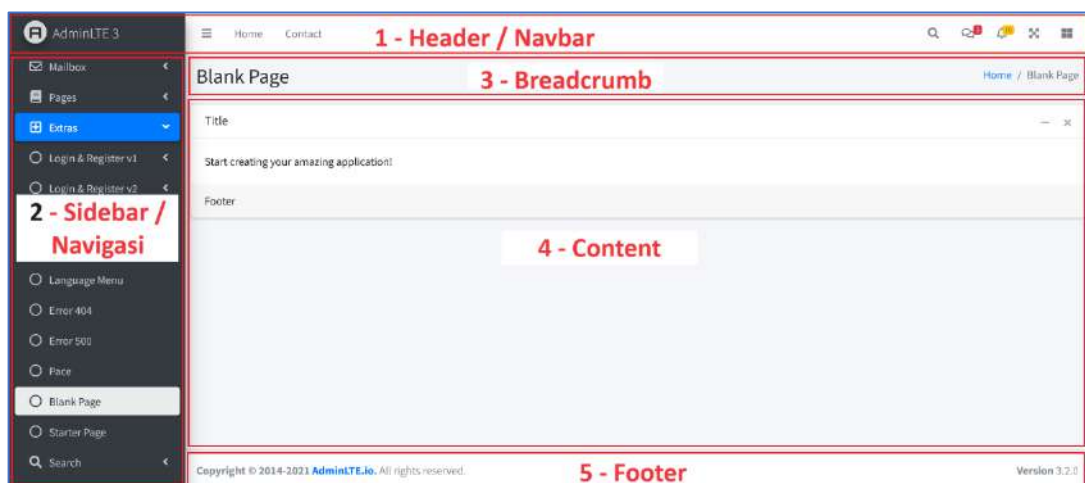 AdminLTE 3
Home Contact
1 - Header / Navbar
Mailbox
Pages
Extras
Login & Register v1
Login & Register v2
2 - Sidebar /
Navigasi
Language Menu
Error 404
Error 500
Pace
Blank Page
Starter Page
Search
Blank Page
3 - Breadcrumb
Home / Blank Page
Title
Start creating your amazing application!
Footer
4 - Content
Copyright © 2014-2021 AdminLTE.io. All rights reserved.
5 - Footer
Version 3.2.0